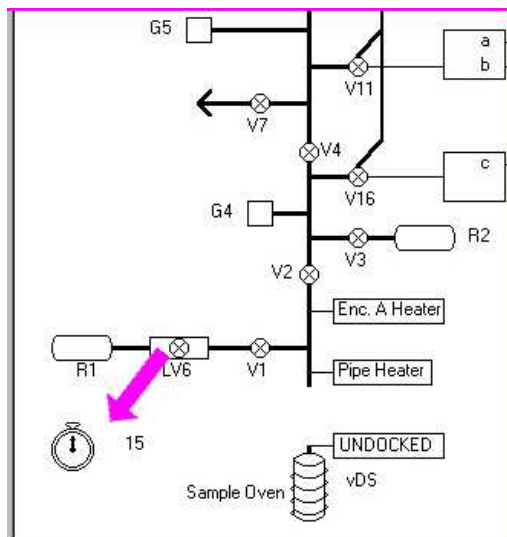 G5
a
b
V11
V7
V4
c
V16
G4
R2
V3
V2
Enc. A Heater
R1
LV6
V1
Pipe Heater
15
UNDOCKED
Sample Oven
vDS